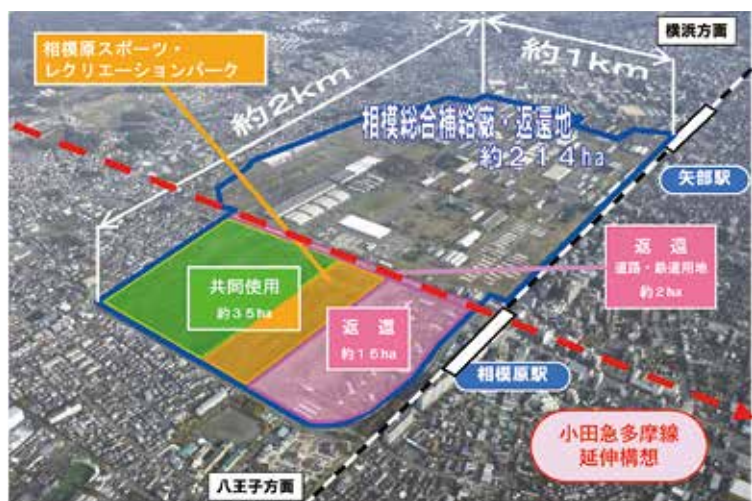 相模原スポーツ・
レクリエーションパーク
横浜方面
約2km
約1km
相模総合補給廠・返還地
約214ha
矢部駅
共同使用
約35ha
返　還
道路・鉄道用地
約2ha
返　還
約15ha
相模原駅
小田急多摩線
延伸構想
八王子方面